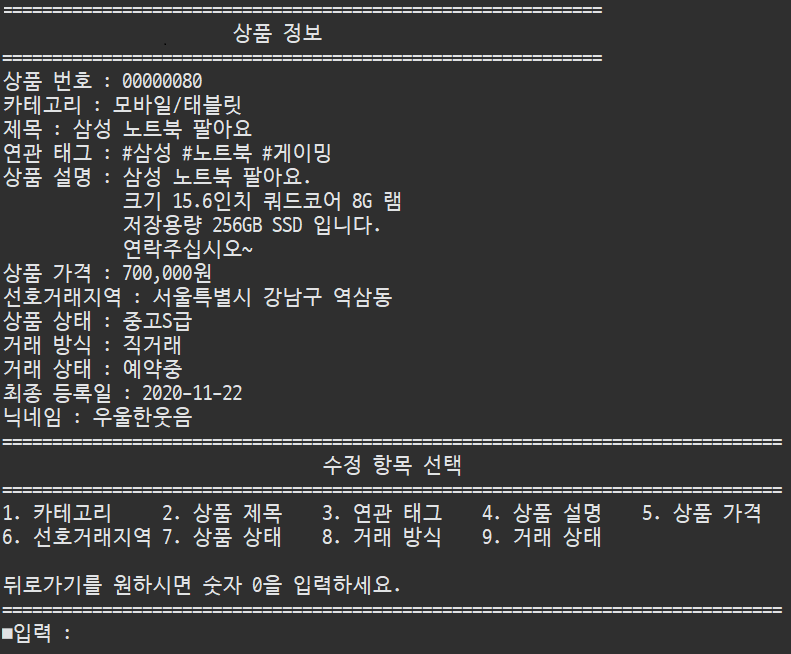 ============================================================
상품 정보
============================================================
상품 번호 : 00000080
카테고리 : 모바일/태블릿
제목 : 삼성 노트북 팔아요
연관 태그 : #삼성 #노트북 #게이밍
상품 설명 : 삼성 노트북 팔아요.
크기 15.6인치 쿼드코어 8G 램
저장용량 256GB SSD 입니다.
연락주십시오~
상품 가격 : 700,000원
선호거래지역 : 서울특별시 강남구 역삼동
상품 상태 : 중고S급
거래 방식 : 직거래
거래 상태 : 예약중
최종 등록일 : 2020-11-22
닉네임 : 우울한웃음
==============================================================================
수정 항목 선택
==============================================================================
1. 카테고리 2. 상품 제목 3. 연관 태그 4. 상품 설명 5. 상품 가격
6. 선호거래지역 7. 상품 상태 8. 거래 방식 9. 거래 상태
뒤로가기를 원하시면 숫자 0을 입력하세요.
==============================================================================
■입력 :